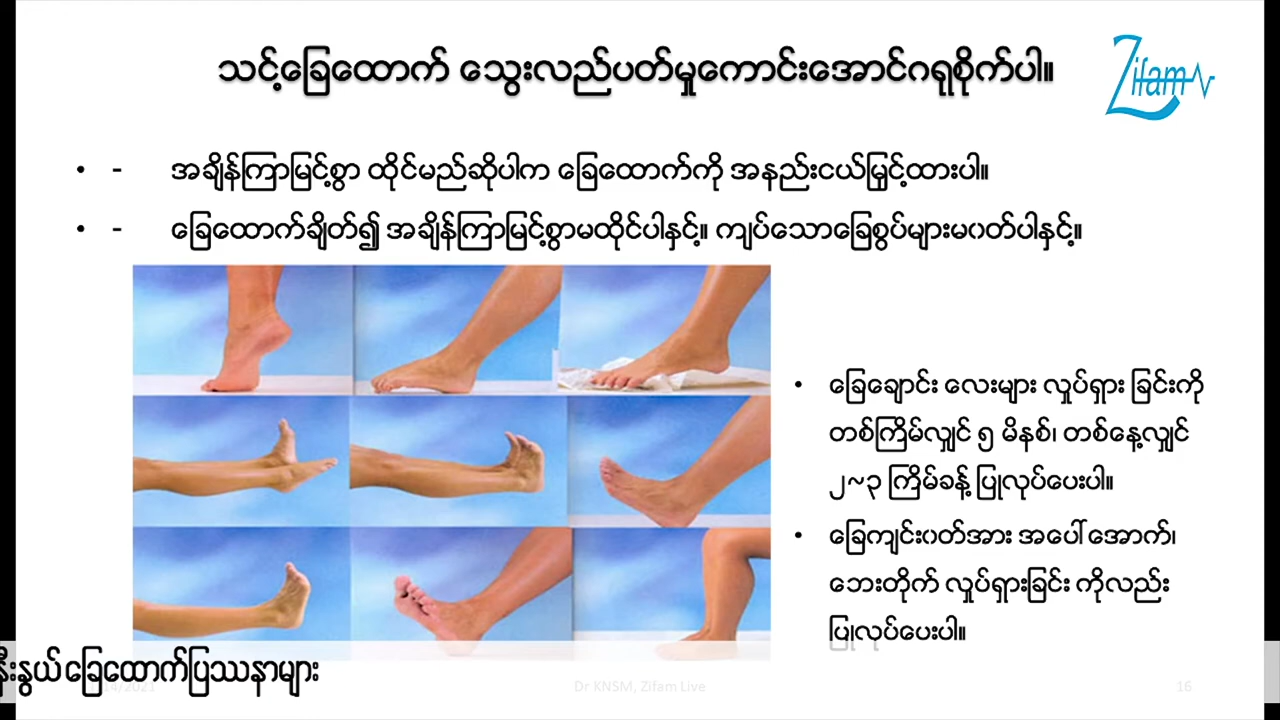 သင့်ခြေထောက် သွေးလည်ပတ်မှုကောင်းအောင်ဂရုစိုက်ပါ။
Zifam
• - အချိန်ကြာမြင့်စွာ ထိုင်မည်ဆိုပါက ခြေထောက်ကို အနည်းငယ်မြှင့်ထားပါ။
• - ခြေထောက်ချိတ်၍ အချိန်ကြာမြင့်စွာမထိုင်ပါနှင့်။ ကျပ်သောခြေစွပ်များမဝတ်ပါနှင့်။
• ခြေချောင်း လေးများ လှုပ်ရှား ခြင်းကို
တစ်ကြိမ်လျှင် ၅ မိနစ်၊ တစ်နေ့လျှင်
၂~၃ ကြိမ်ခန့် ပြုလုပ်ပေးပါ။
• ခြေကျင်းဝတ်အား အပေါ် အောက်၊
ဘေးတိုက် လှုပ်ရှားခြင်း ကိုလည်း
ပြုလုပ်ပေးပါ။
နီးနွယ် ခြေထောက်ပြဿနာများ
Dr KNSM, Zifam Live
16